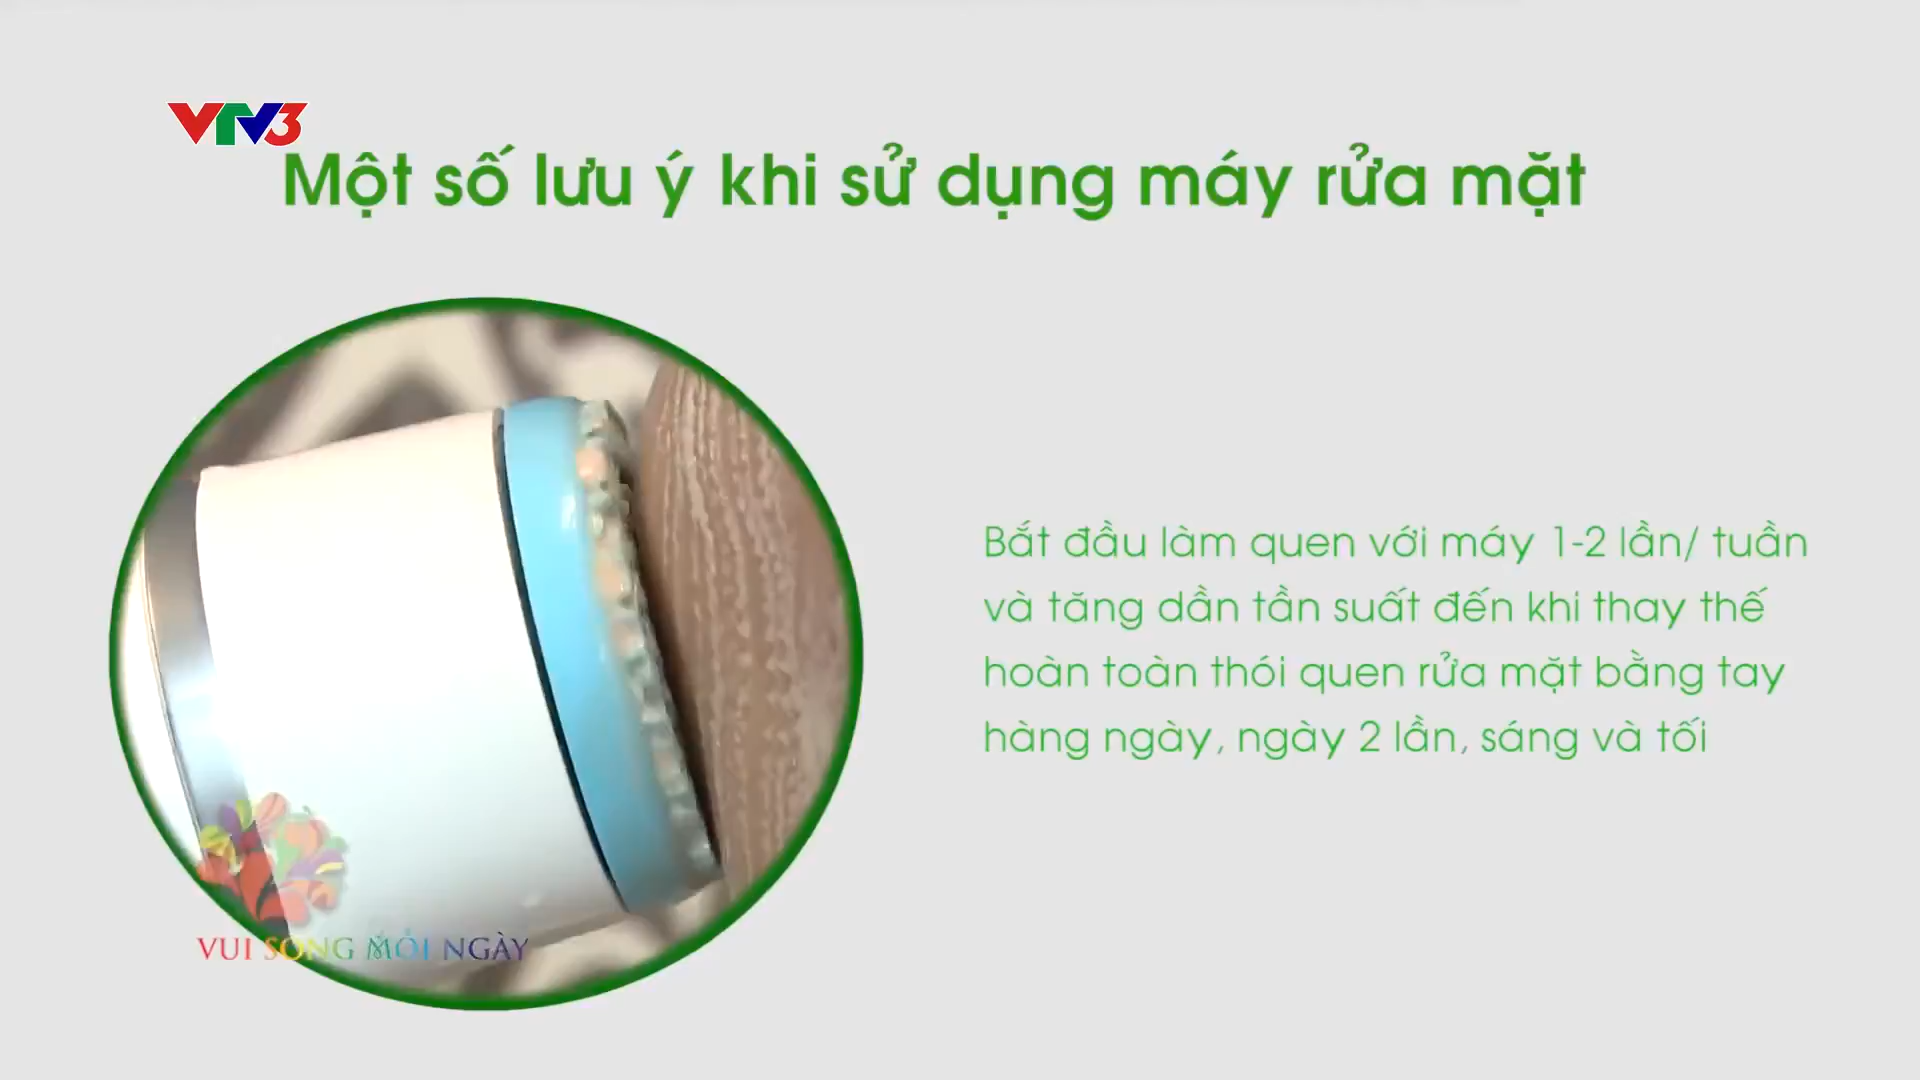 VTV3
Một số lưu ý khi sử dụng máy rửa mặt
Bắt đầu làm quen với máy 1-2 lần/ tuần
và tăng dần tần suất đến khi thay thế
hoàn toàn thói quen rửa mặt bằng tay
hàng ngày, ngày 2 lần, sáng và tối
VUI SỐNG MỖI NGÀY